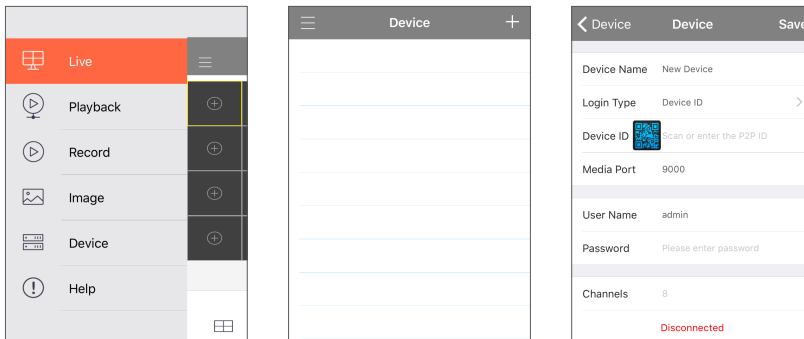 Live
Playback
Record
Image
Device
Help
Device
Device
Device
Save
Device Name New Device
Login Type Device ID
Device ID Scan or enter the P2P ID
Media Port 9000
User Name admin
Password Please enter password
Channels 8
Disconnected